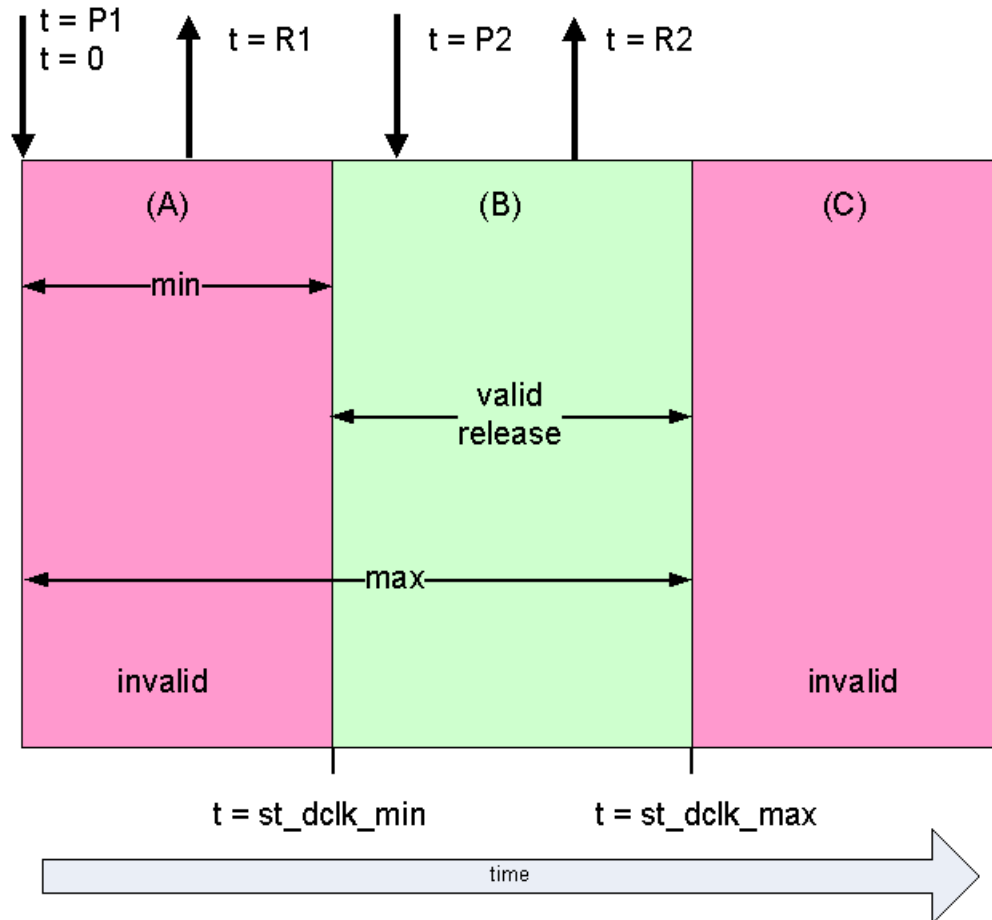 t = P1
t = 0
t = R1
t = P2
t = R2
(A)
(B)
(C)
min
valid
release
max
invalid
invalid
t = st_dclk_min
t = st_dclk_max
time